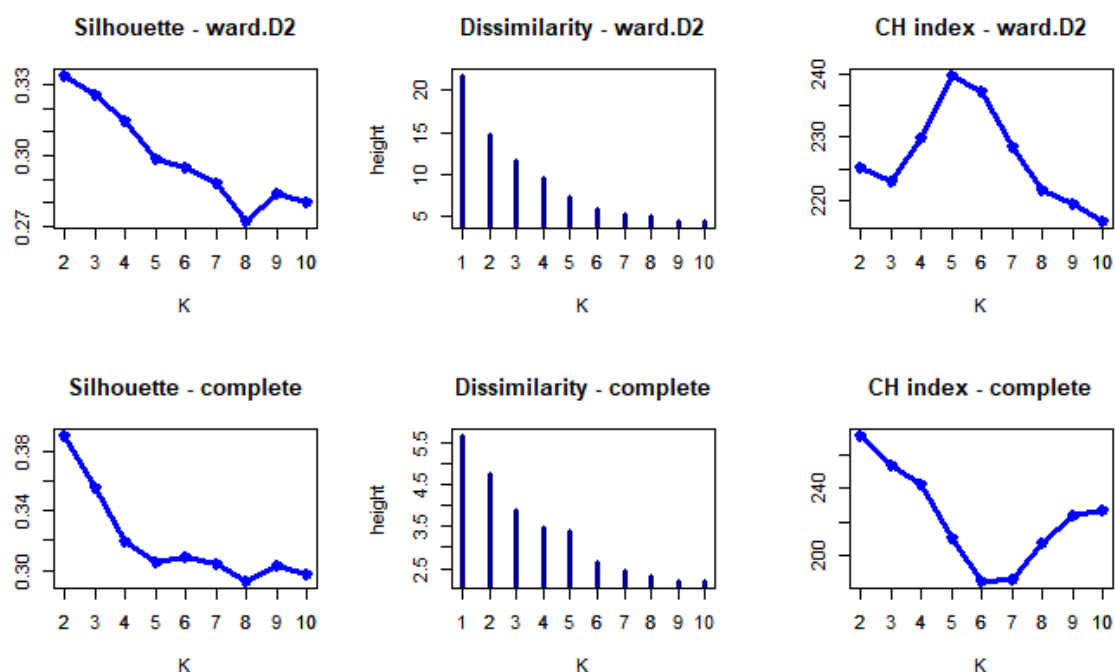 Silhouette - ward.D2
0.33
0.30
0.27
2 3 4 5 6 7 8 9 10
K
Dissimilarity - ward.D2
height
20
15
10
5
1 2 3 4 5 6 7 8 9 10
CH index - ward.D2
240
230
220
2 3 4 5 6 7 8 9 10
K
Silhouette - complete
0.38
0.34
0.30
2 3 4 5 6 7 8 9 10
K
Dissimilarity - complete
height
5.5
4.5
3.5
2.5
1 2 3 4 5 6 7 8 9 10
CH index - complete
240
200
2 3 4 5 6 7 8 9 10
K